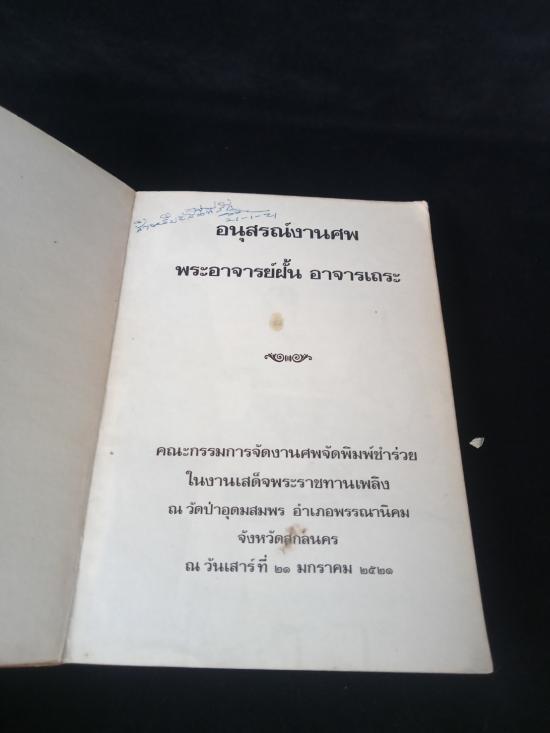 ๒๑-๑-๒๑
อนุสรณ์งานศพ
พระอาจารย์ฝั้น อาจารเถระ
คณะกรรมการจัดงานศพจัดพิมพ์ชำร่วย
ในงานเสด็จพระราชทานเพลิง
ณ วัดป่าอุดมสมพร อำเภอพรรณานิคม
จังหวัดสกลนคร
ณ วันเสาร์ที่ ๒๑ มกราคม ๒๕๒๑